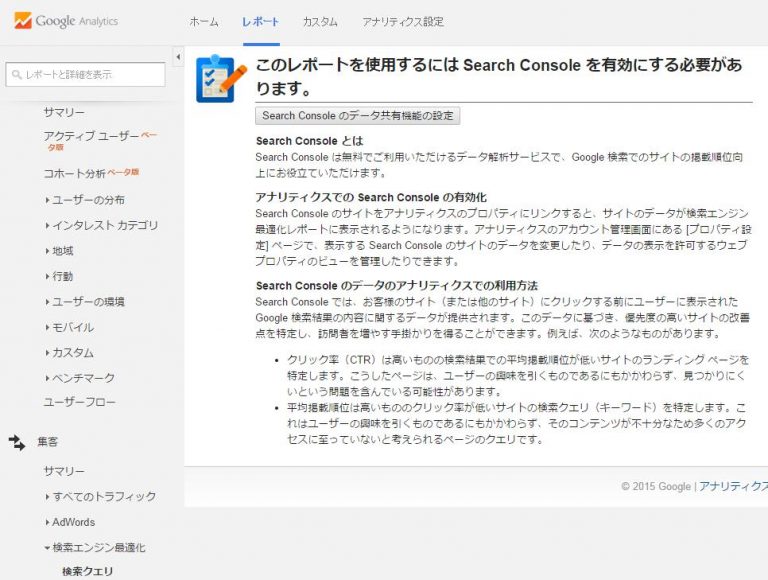 Google Analytics
ホーム レポート カスタム アナリティクス設定
レポートと詳細を表示
サマリー
アクティブ ユーザーベータ版
コホート分析ベータ版
ユーザーの分布
インタレスト カテゴリ
地域
行動
ユーザーの環境
モバイル
カスタム
ベンチマーク
ユーザーフロー
集客
サマリー
すべてのトラフィック
AdWords
検索エンジン最適化
検索クエリ
このレポートを使用するには Search Console を有効にする必要があ
ります。
Search Console のデータ共有機能の設定
Search Console とは
Search Console は無料でご利用いただけるデータ解析サービスで、Google 検索でのサイトの掲載順位向
上にお役立ていただけます。
アナリティクスでの Search Console の有効化
Search Console のサイトをアナリティクスのプロパティにリンクすると、サイトのデータが検索エンジン
最適化レポートに表示されるようになります。アナリティクスのアカウント管理画面にある [プロパティ設
定] ページで、表示する Search Console のサイトのデータを変更したり、データの表示を許可するウェブ
プロパティのビューを管理したりできます。
Search Console のデータのアナリティクスでの利用方法
Search Console では、お客様のサイト（または他のサイト）にクリックする前にユーザーに表示された
Google 検索結果の内容に関するデータが提供されます。このデータに基づき、優先度の高いサイトの改善
点を特定し、訪問者を増やす手掛かりを得ることができます。例えば、次のようなものがあります。
• クリック率（CTR）は高いものの検索結果での平均掲載順位が低いサイトのランディング ページを
特定します。こうしたページは、ユーザーの興味を引くものであるにもかかわらず、見つかりにく
いという問題を含んでいる可能性があります。
• 平均掲載順位は高いもののクリック率が低いサイトの検索クエリ（キーワード）を特定します。こ
れはユーザーの興味を引くものであるにもかかわらず、そのコンテンツが不十分なため多くのアク
セスに至っていないと考えられるページのクエリです。
© 2015 Google | アナリティクス